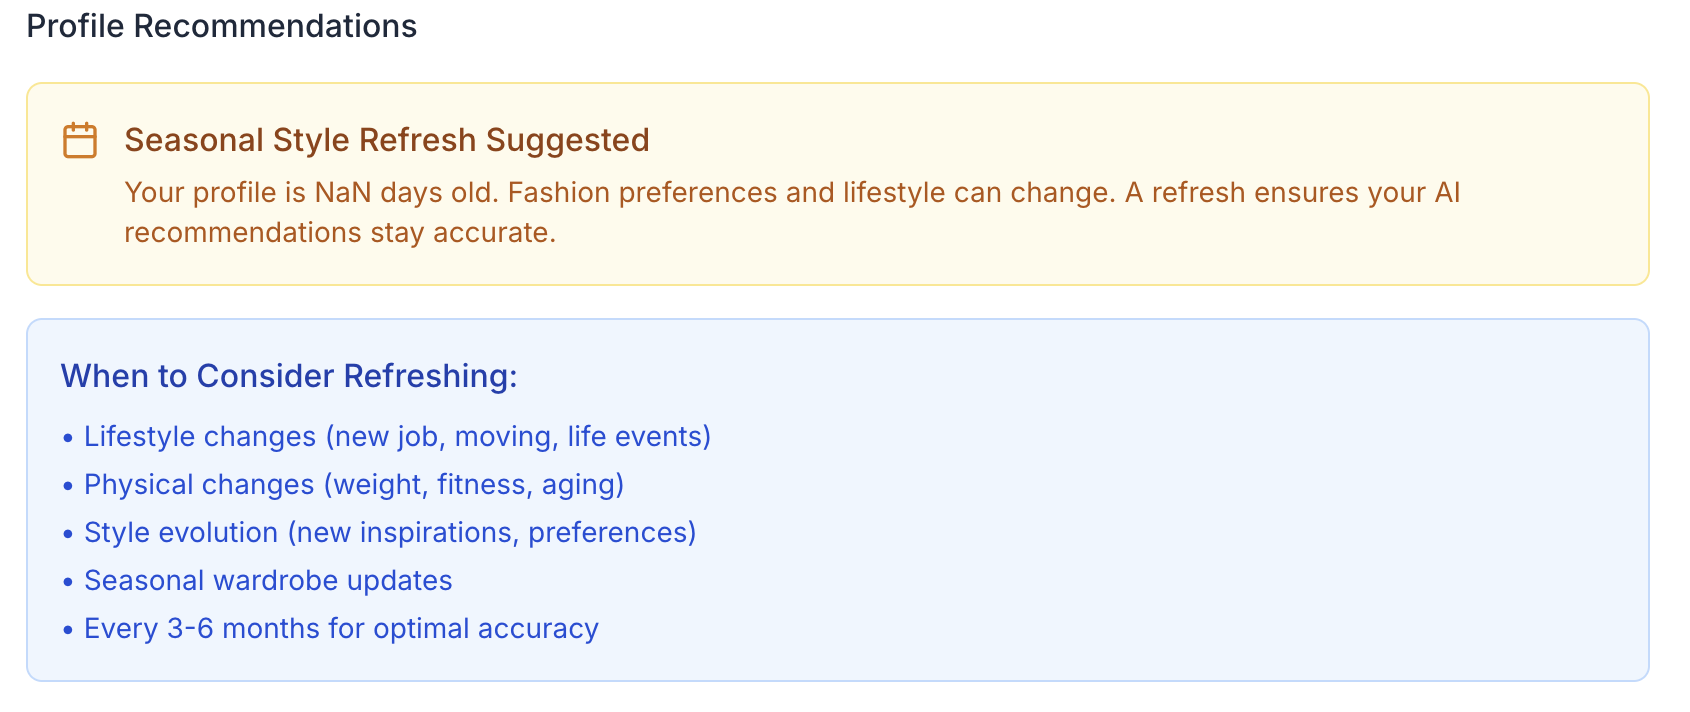 Profile Recommendations
Seasonal Style Refresh Suggested
Your profile is NaN days old. Fashion preferences and lifestyle can change. A refresh ensures your AI
recommendations stay accurate.
When to Consider Refreshing:
• Lifestyle changes (new job, moving, life events)
• Physical changes (weight, fitness, aging)
• Style evolution (new inspirations, preferences)
• Seasonal wardrobe updates
• Every 3-6 months for optimal accuracy